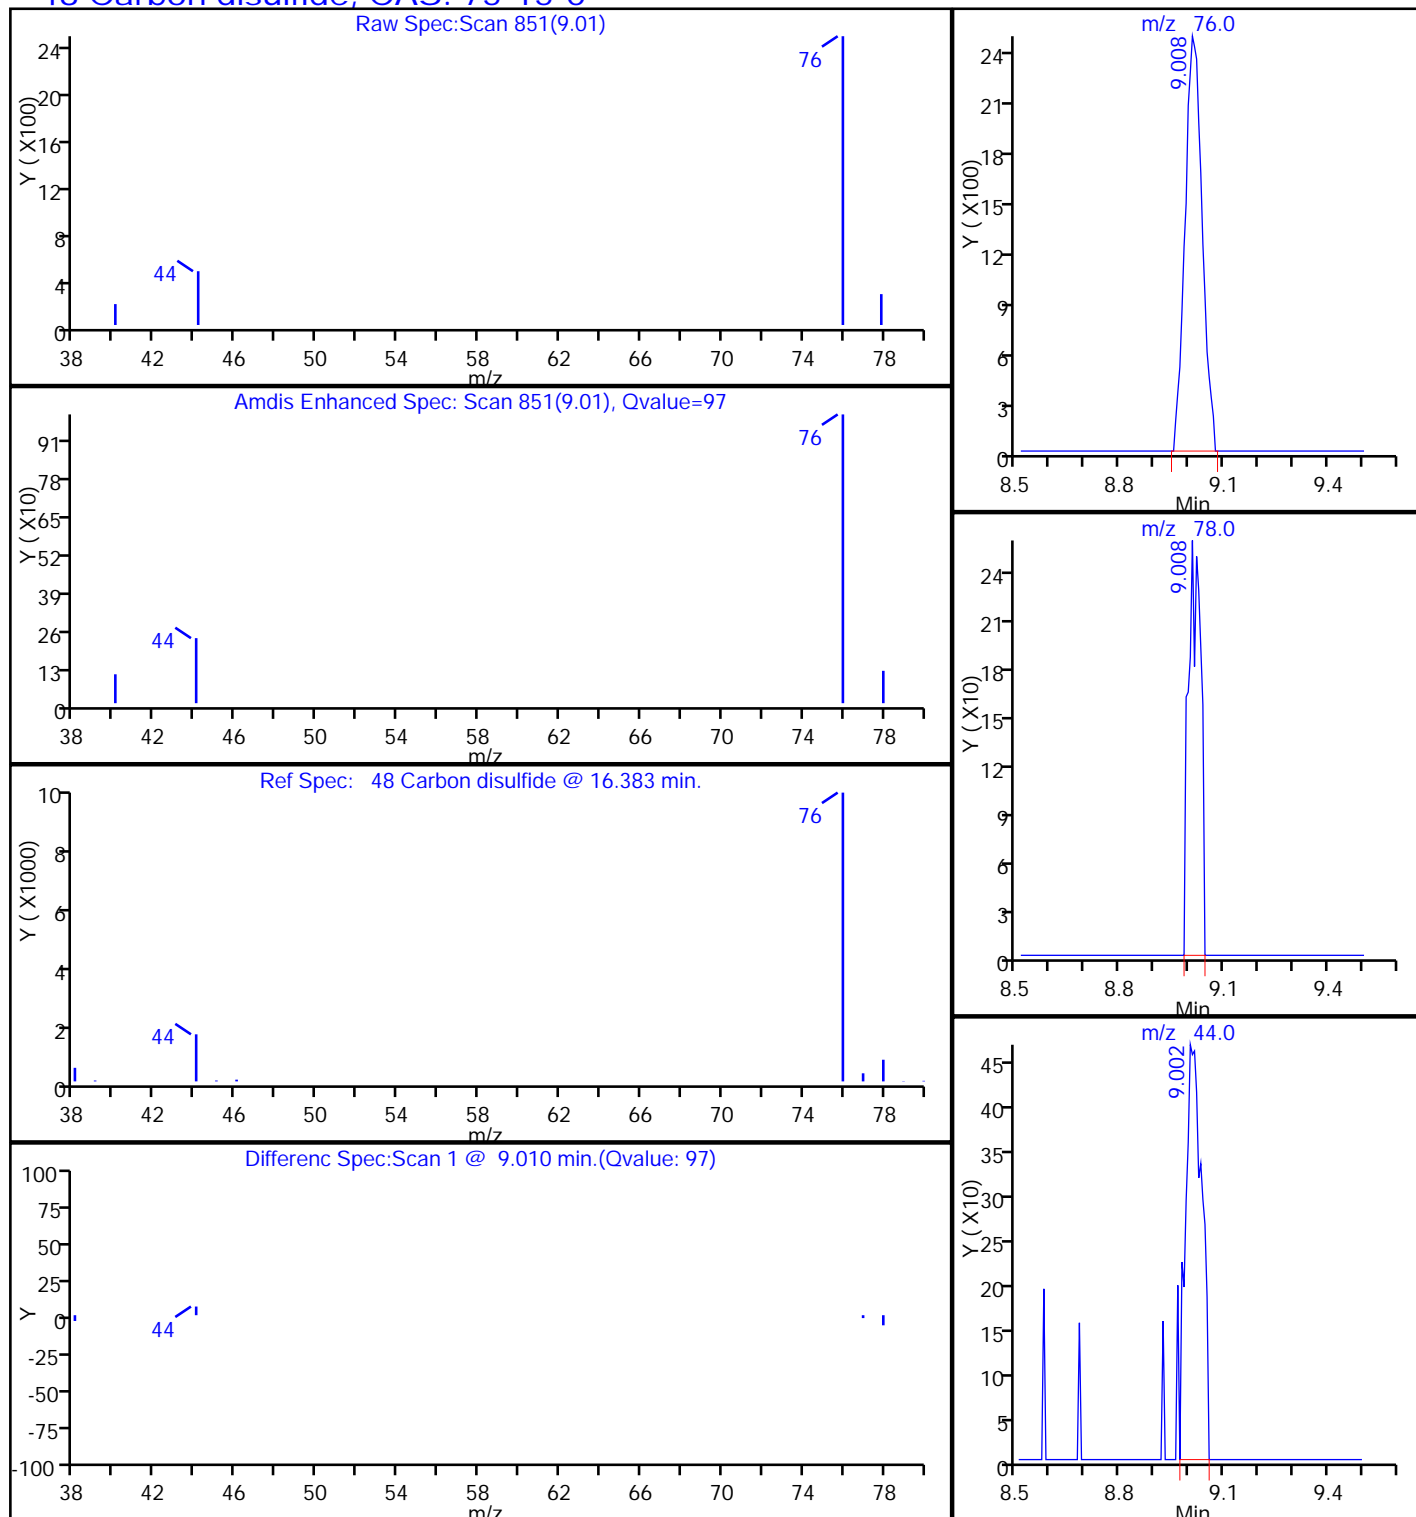 48 Carbon disulfide, CAS: 75-15-0
Raw Spec:Scan 851(9.01)
Y ( X100)
24
20
16
12
8
4
0
76
44
38 42 46 50 54 58 62 66 70 74 78
m/z
Amdis Enhanced Spec: Scan 851(9.01), Qvalue=97
Y ( X10)
91
78
65
52
39
26
13
0
76
44
38 42 46 50 54 58 62 66 70 74 78
m/z
Ref Spec: 48 Carbon disulfide @ 16.383 min.
Y ( X1000)
10
8
6
4
2
0
76
44
38 42 46 50 54 58 62 66 70 74 78
m/z
Differenc Spec:Scan 1 @ 9.010 min.(Qvalue: 97)
Y
100
75
50
25
0
-25
-50
-75
-100
44
38 42 46 50 54 58 62 66 70 74 78
m/z
m/z 76.0
9.008
Y ( X100)
24
21
18
15
12
9
6
3
0
8.5 8.8 9.1 9.4
Min
m/z 78.0
9.008
Y ( X10)
24
21
18
15
12
9
6
3
0
8.5 8.8 9.1 9.4
Min
m/z 44.0
9.002
Y ( X10)
45
40
35
30
25
20
15
10
5
0
8.5 8.8 9.1 9.4
Min